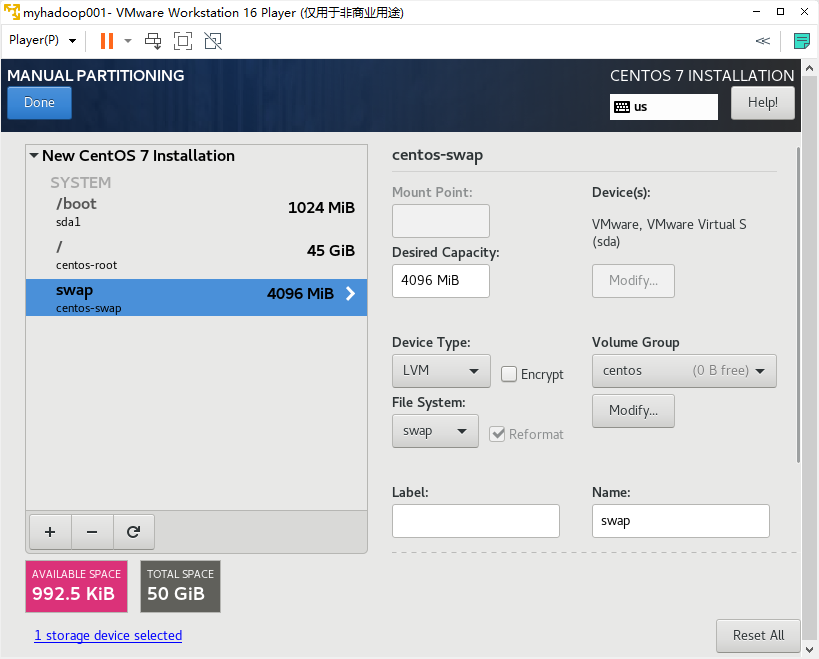 myhadoop001- VMware Workstation 16 Player (仅用于非商业用途)
Player(P)
MANUAL PARTITIONING
CENTOS 7 INSTALLATION
Done
us
Help!
New CentOS 7 Installation
SYSTEM
/boot
1024 MiB
sda1
/
45 GiB
centos-root
swap
4096 MiB
centos-swap
AVAILABLE SPACE
992.5 KiB
TOTAL SPACE
50 GiB
1 storage device selected
centos-swap
Mount Point:
Device(s):
VMware, VMware Virtual S
(sda)
Desired Capacity:
4096 MiB
Modify...
Device Type:
Volume Group
LVM
Encrypt
centos (0 B free)
File System:
Modify...
swap
Reformat
Label:
Name:
swap
Reset All